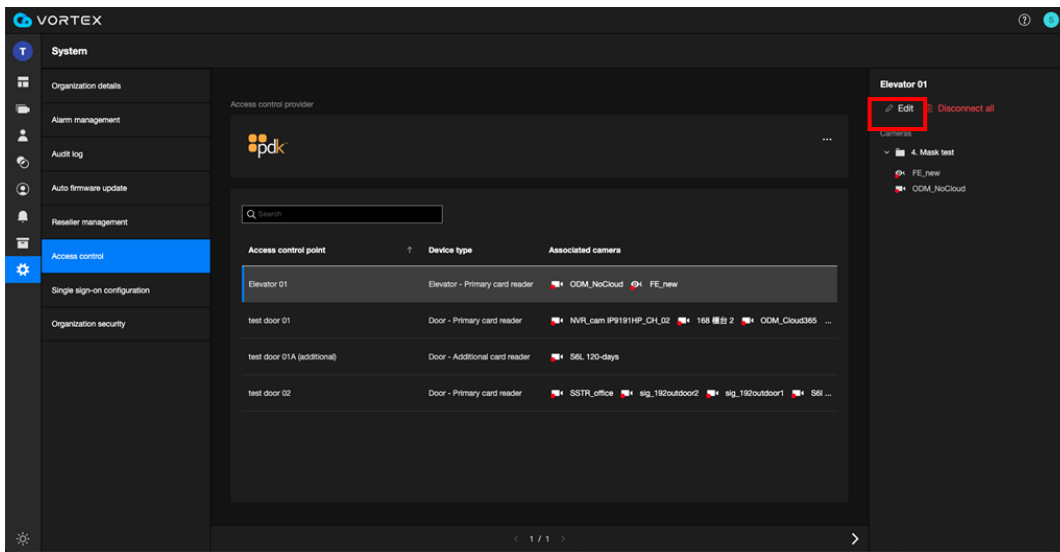 VORTEX
?
S
T
System
Organization details
Alarm management
Audit log
Auto firmware update
Reseller management
Access control
Single sign-on configuration
Organization security
Access control provider
pdk
...
Search
Access control point ↑ Device type Associated camera
Elevator 01 Elevator - Primary card reader ODM_NoCloud FE_new
test door 01 Door - Primary card reader NVR_cam IP9191HP_CH_02 168 櫃台 2 ODM_Cloud365 ...
test door 01A (additional) Door - Additional card reader S6L 120-days
test door 02 Door - Primary card reader SSTR_office sig_192outdoor2 sig_192outdoor1 S6l ...
< 1 / 1 >
>
Elevator 01
Edit Disconnect all
Cameras
4. Mask test
FE_new
ODM_NoCloud